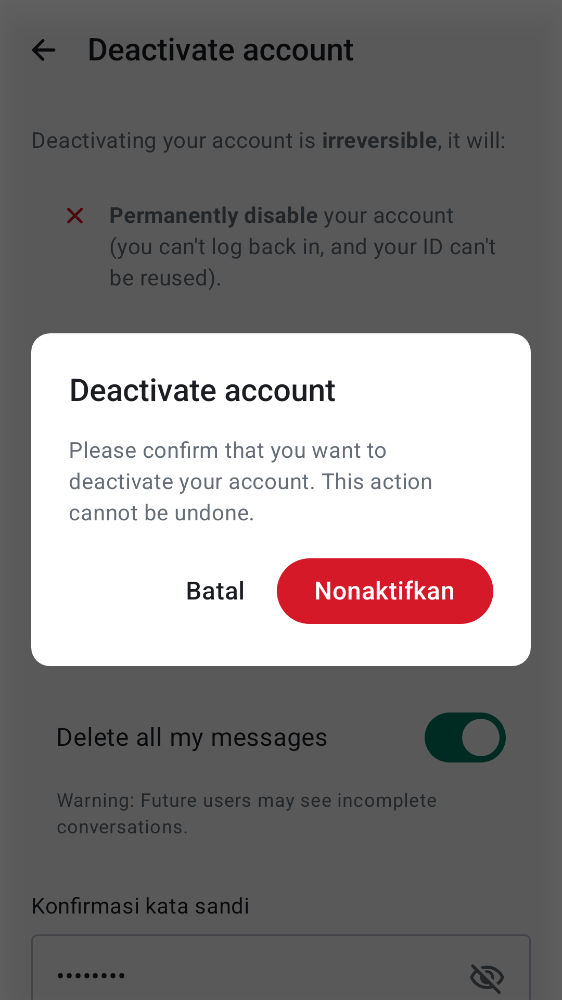 Deactivate account
Deactivating your account is irreversible, it will:
Permanently disable your account
(you can't log back in, and your ID can't
be reused).
Deactivate account
Please confirm that you want to
deactivate your account. This action
cannot be undone.
Batal
Nonaktifkan
Delete all my messages
Warning: Future users may see incomplete
conversations.
Konfirmasi kata sandi
••••••••